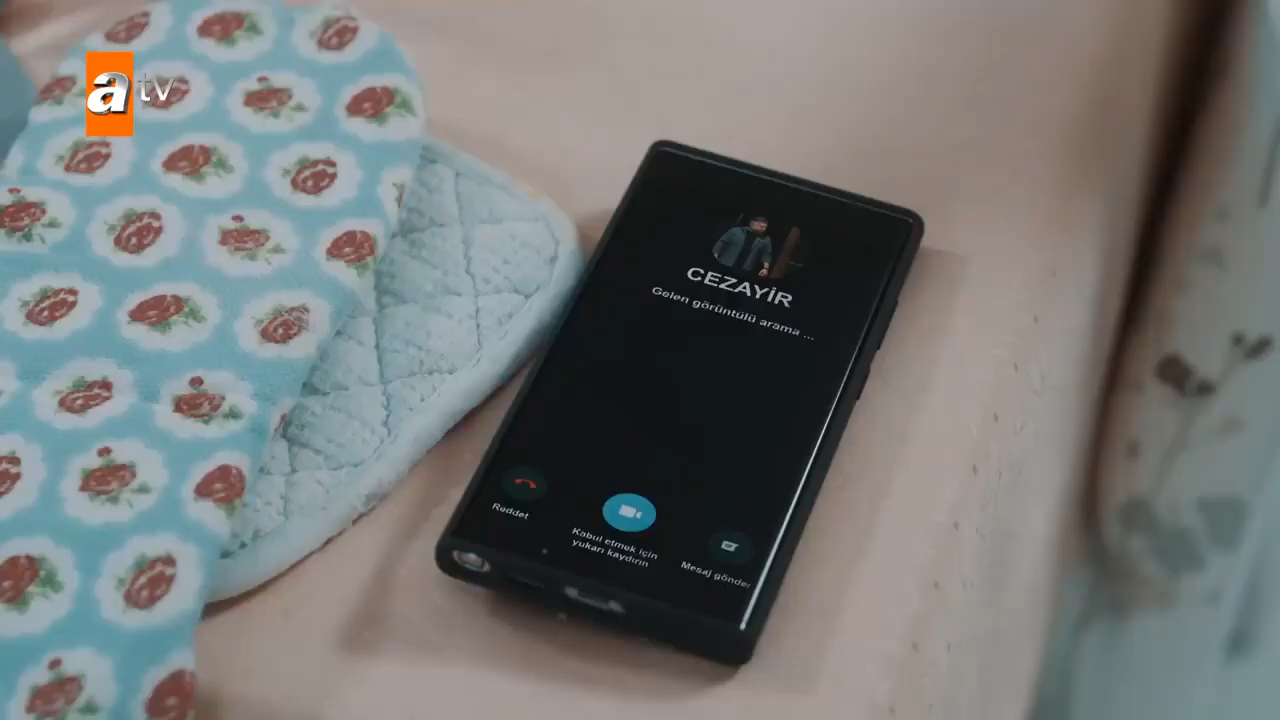 atv
CEZAYİR
Gelen görüntülü arama ...
Reddet
Kabul etmek için
yukarı kaydırın
Mesaj gönder